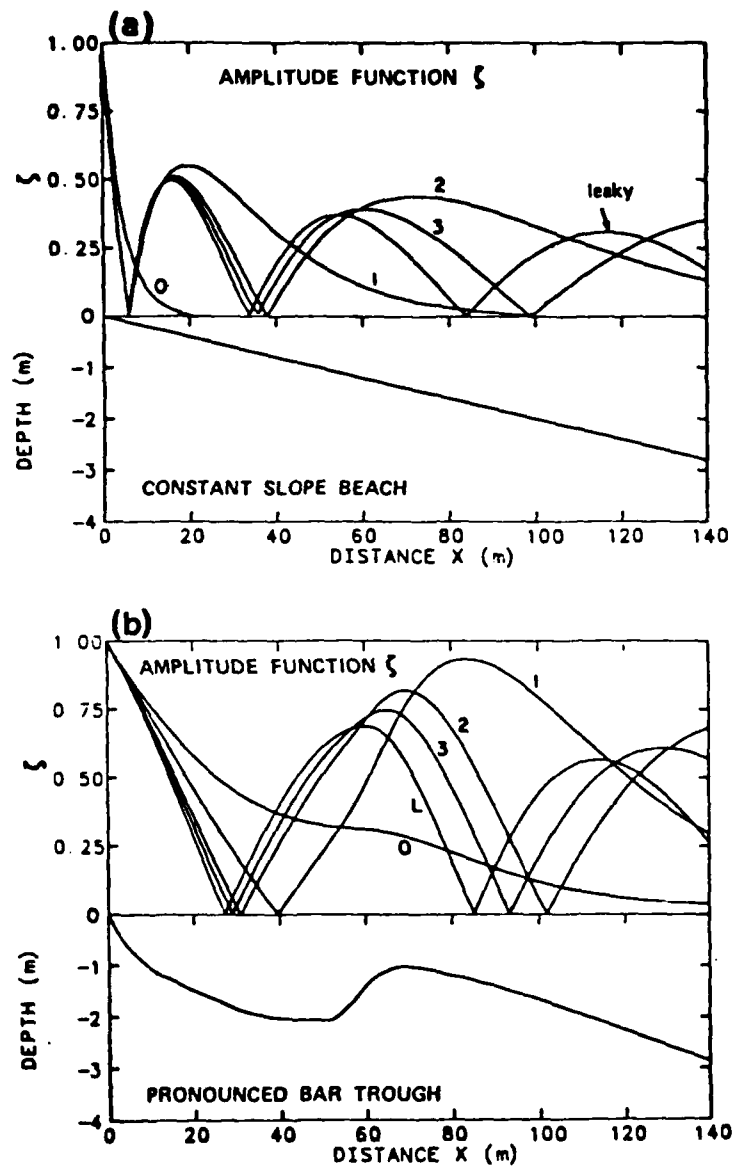 (a)
AMPLITUDE FUNCTION ζ
1.00
0.75
0.50
0.25
0
ζ
0
1
2
3
leaky
DEPTH (m)
-1
-2
-3
-4
CONSTANT SLOPE BEACH
0 20 40 60 80 100 120 140
DISTANCE X (m)
(b)
AMPLITUDE FUNCTION ζ
1 00
0 75
0 50
0 25
0
ζ
1
2
3
L
0
DEPTH (m)
-1
-2
-3
-4
PRONOUNCED BAR TROUGH
0 20 40 60 80 100 120 140
DISTANCE X (m)